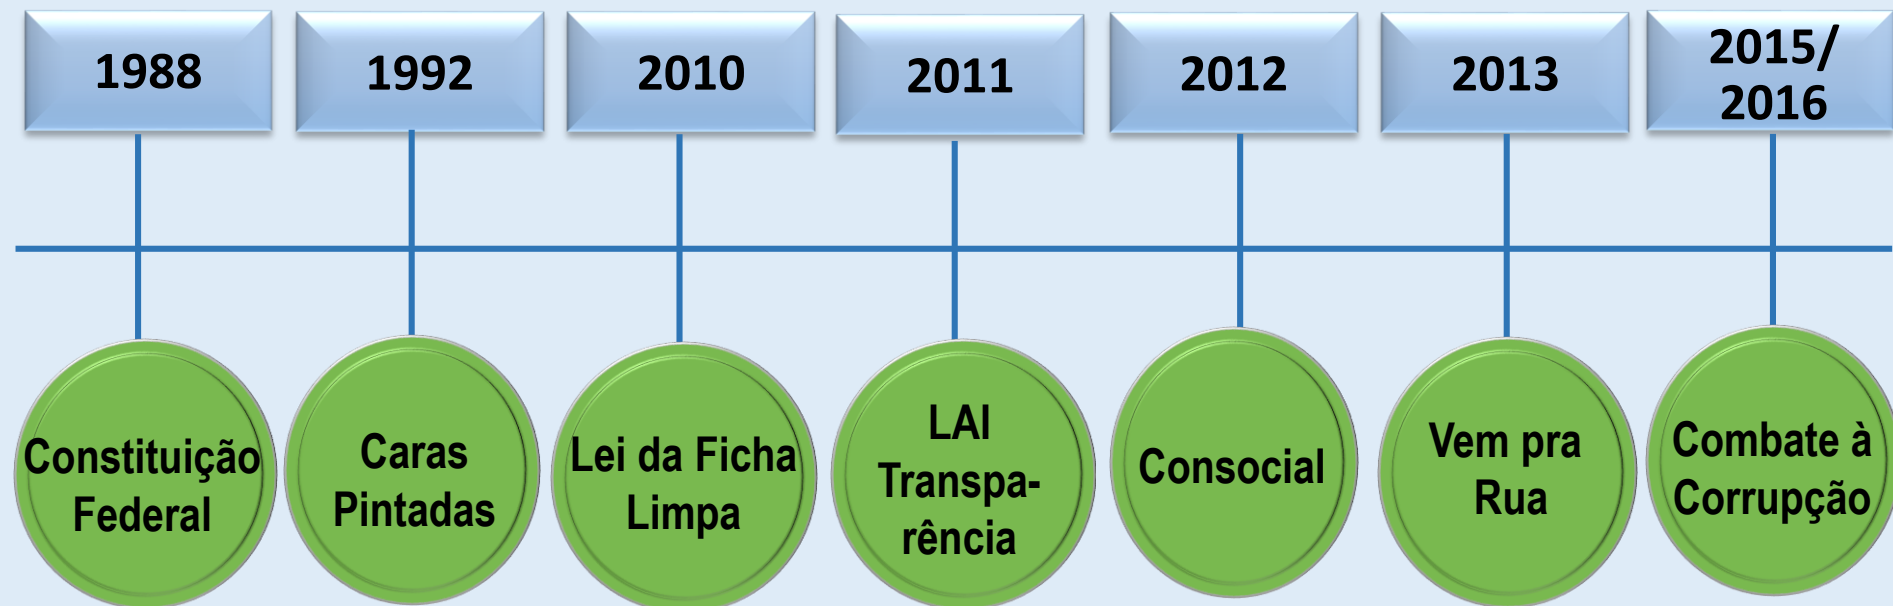 1988
1992
2010
2011
2012
2013
2015/
2016
Constituição
Federal
Caras
Pintadas
Lei da Ficha
Limpa
LAI
Transpa-
rência
Consocial
Vem pra
Rua
Combate à
Corrupção